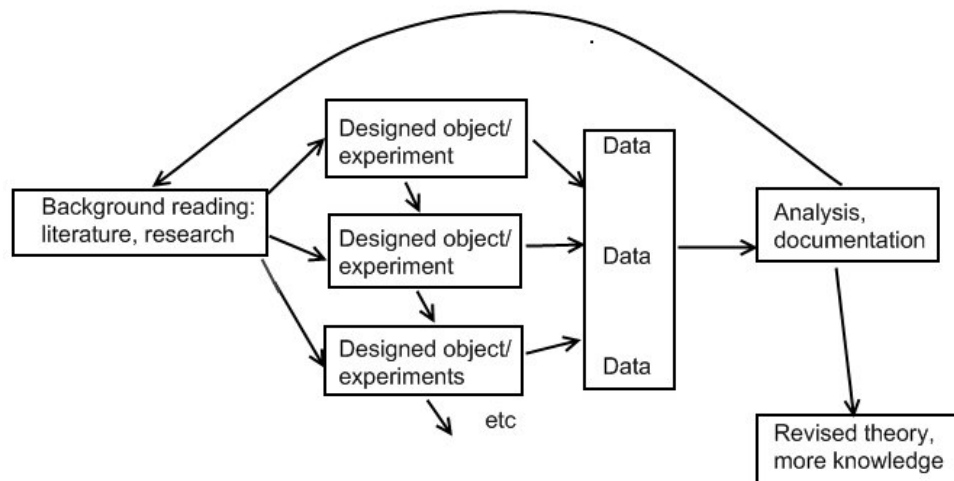 Designed object/
experiment
Data
Background reading:
literature, research
Designed object/
experiment
Data
Analysis,
documentation
Designed object/
experiments
Data
etc
Revised theory,
more knowledge